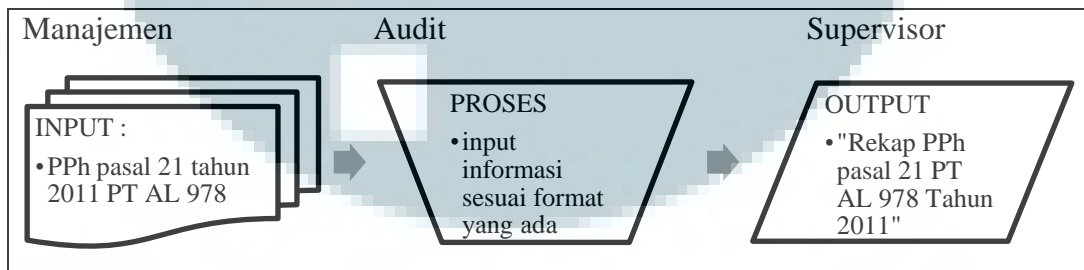 Manajemen
Audit
Supervisor
INPUT :
•PPh pasal 21 tahun
2011 PT AL 978
PROSES
•input
informasi
sesuai format
yang ada
OUTPUT
•"Rekap PPh
pasal 21 PT
AL 978 Tahun
2011"